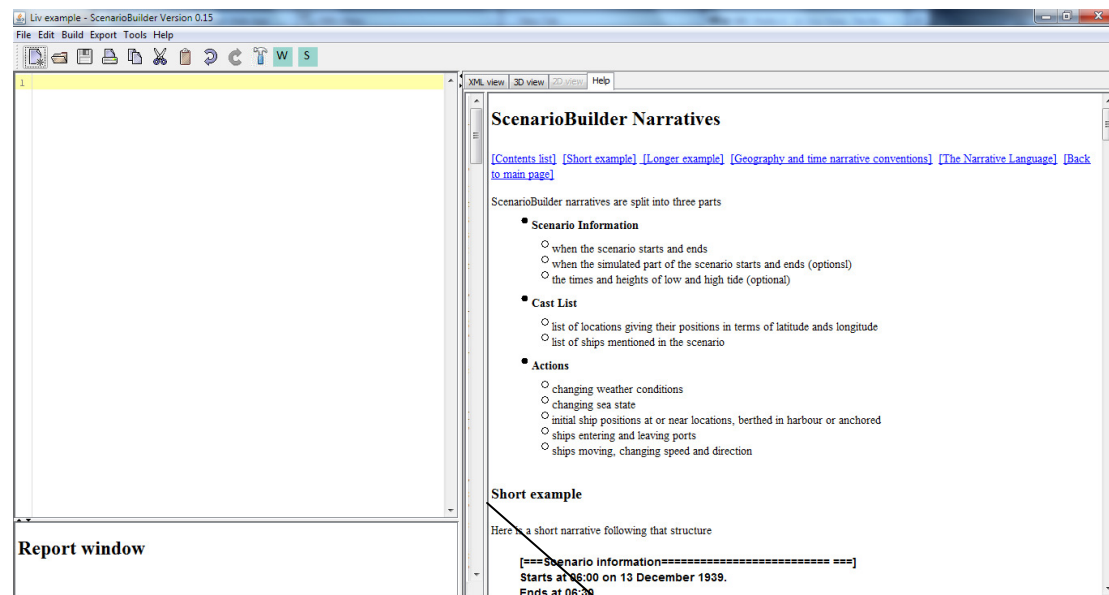 Liv example - ScenarioBuilder Version 0.15
File Edit Build Export Tools Help
W S
1
XML view 3D view 2D view Help
ScenarioBuilder Narratives
[Contents list] [Short example] [Longer example] [Geography and time narrative conventions] [The Narrative Language] [Back
to main page]
ScenarioBuilder narratives are split into three parts
Scenario Information
when the scenario starts and ends
when the simulated part of the scenario starts and ends (optionsl)
the times and heights of low and high tide (optional)
Cast List
list of locations giving their positions in terms of latitude ands longitude
list of ships mentioned in the scenario
Actions
changing weather conditions
changing sea state
initial ship positions at or near locations, berthed in harbour or anchored
ships entering and leaving ports
ships moving, changing speed and direction
Short example
Here is a short narrative following that structure
[===Scenario information========================== ===]
Starts at 06:00 on 13 December 1939.
Ends at 06:30
Report window